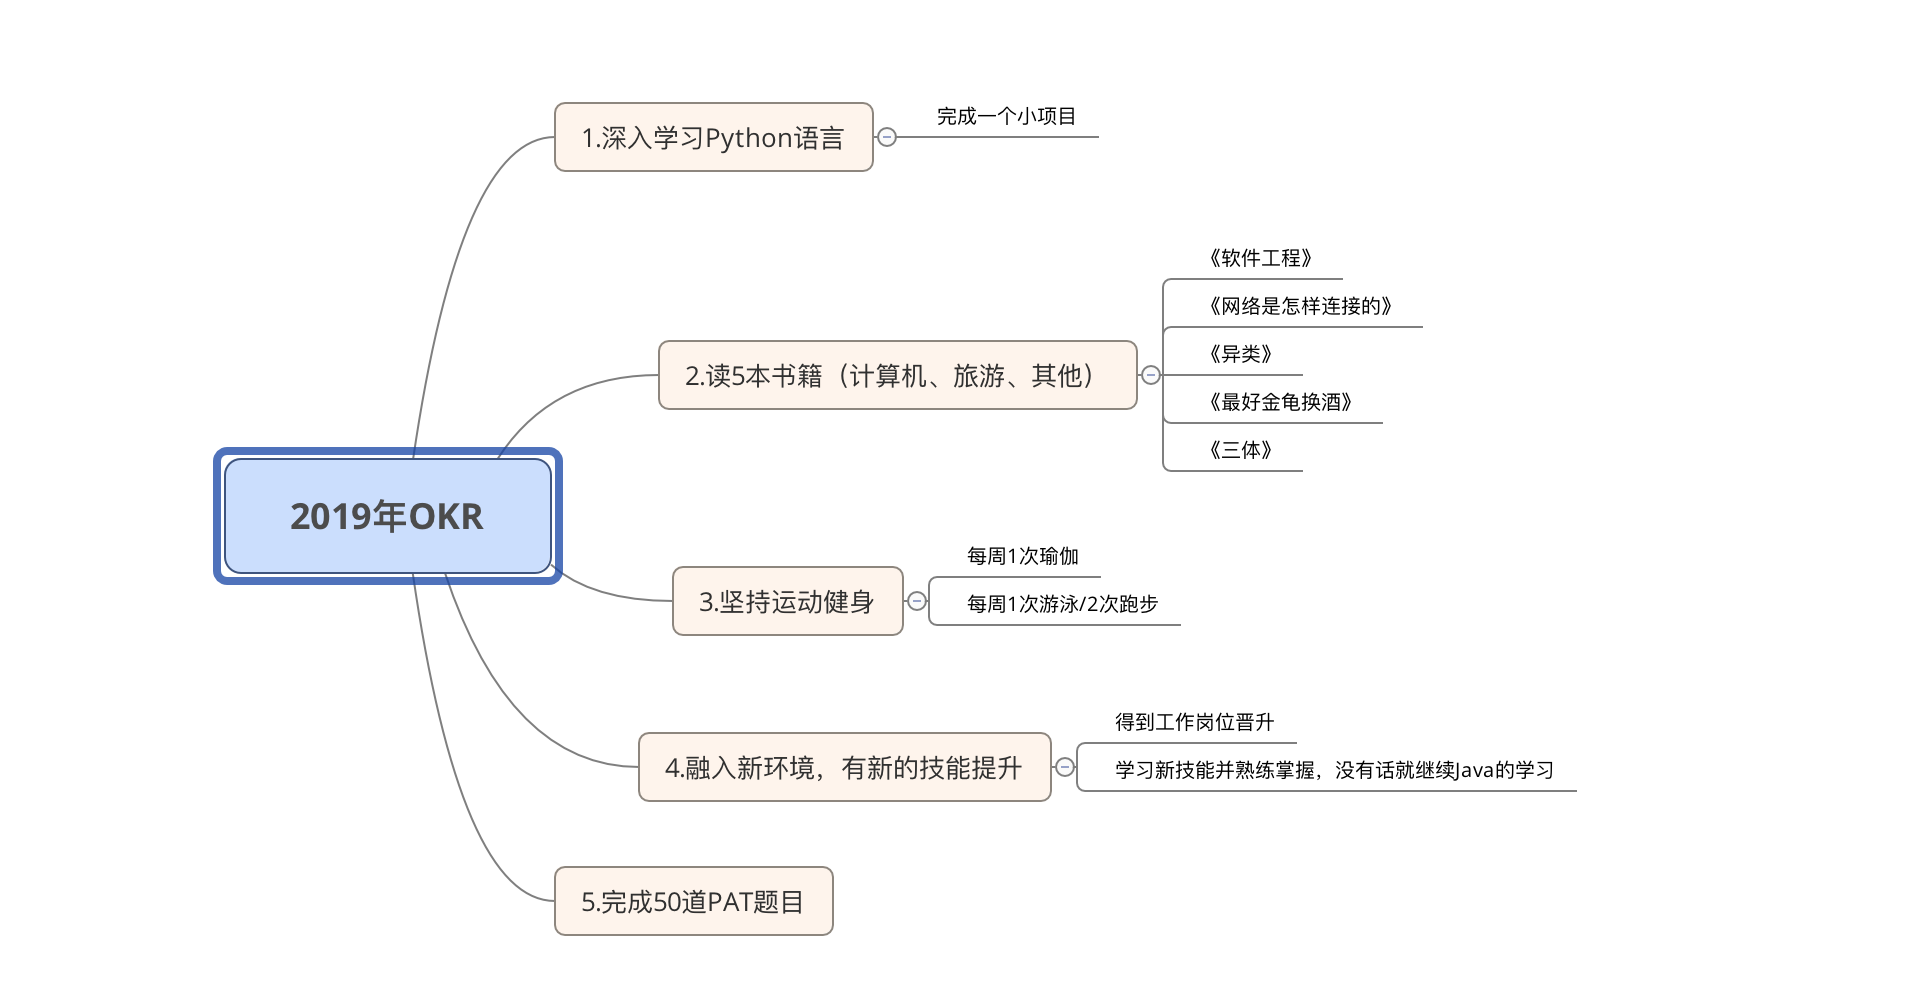 2019年OKR
1.深入学习Python语言
完成一个小项目
2.读5本书籍（计算机、旅游、其他）
《软件工程》
《网络是怎样连接的》
《异类》
《最好金龟换酒》
《三体》
3.坚持运动健身
每周1次瑜伽
每周1次游泳/2次跑步
4.融入新环境，有新的技能提升
得到工作岗位晋升
学习新技能并熟练掌握，没有话就继续Java的学习
5.完成50道PAT题目